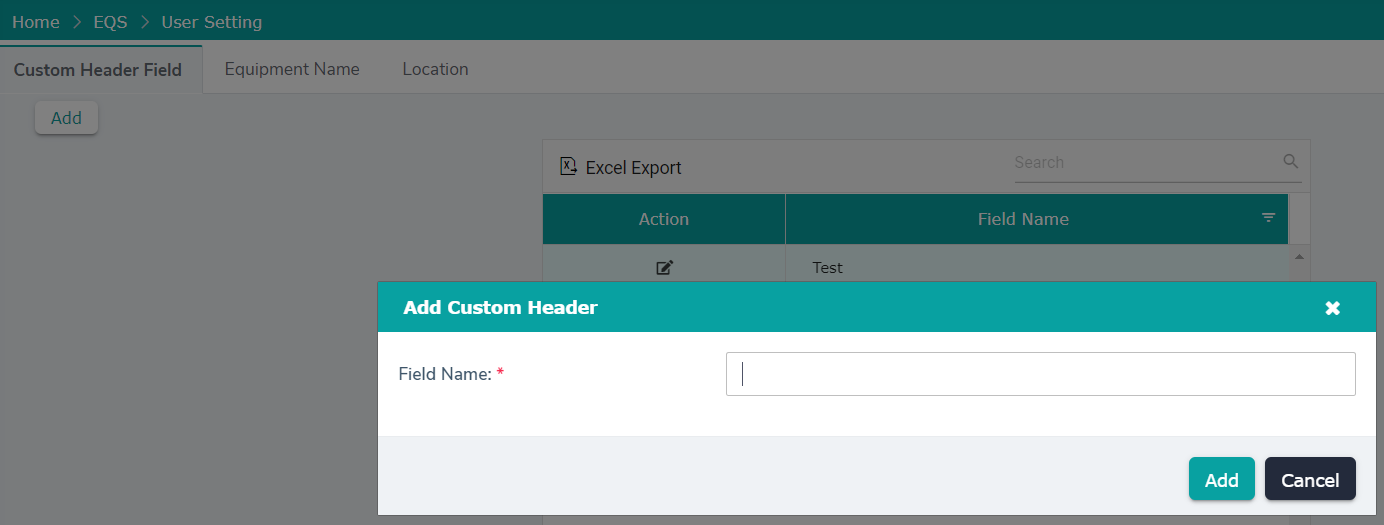 Home > EQS > User Setting
Custom Header Field Equipment Name Location
Add
Excel Export Search
Action Field Name
Test
Add Custom Header
Field Name: *
Add Cancel